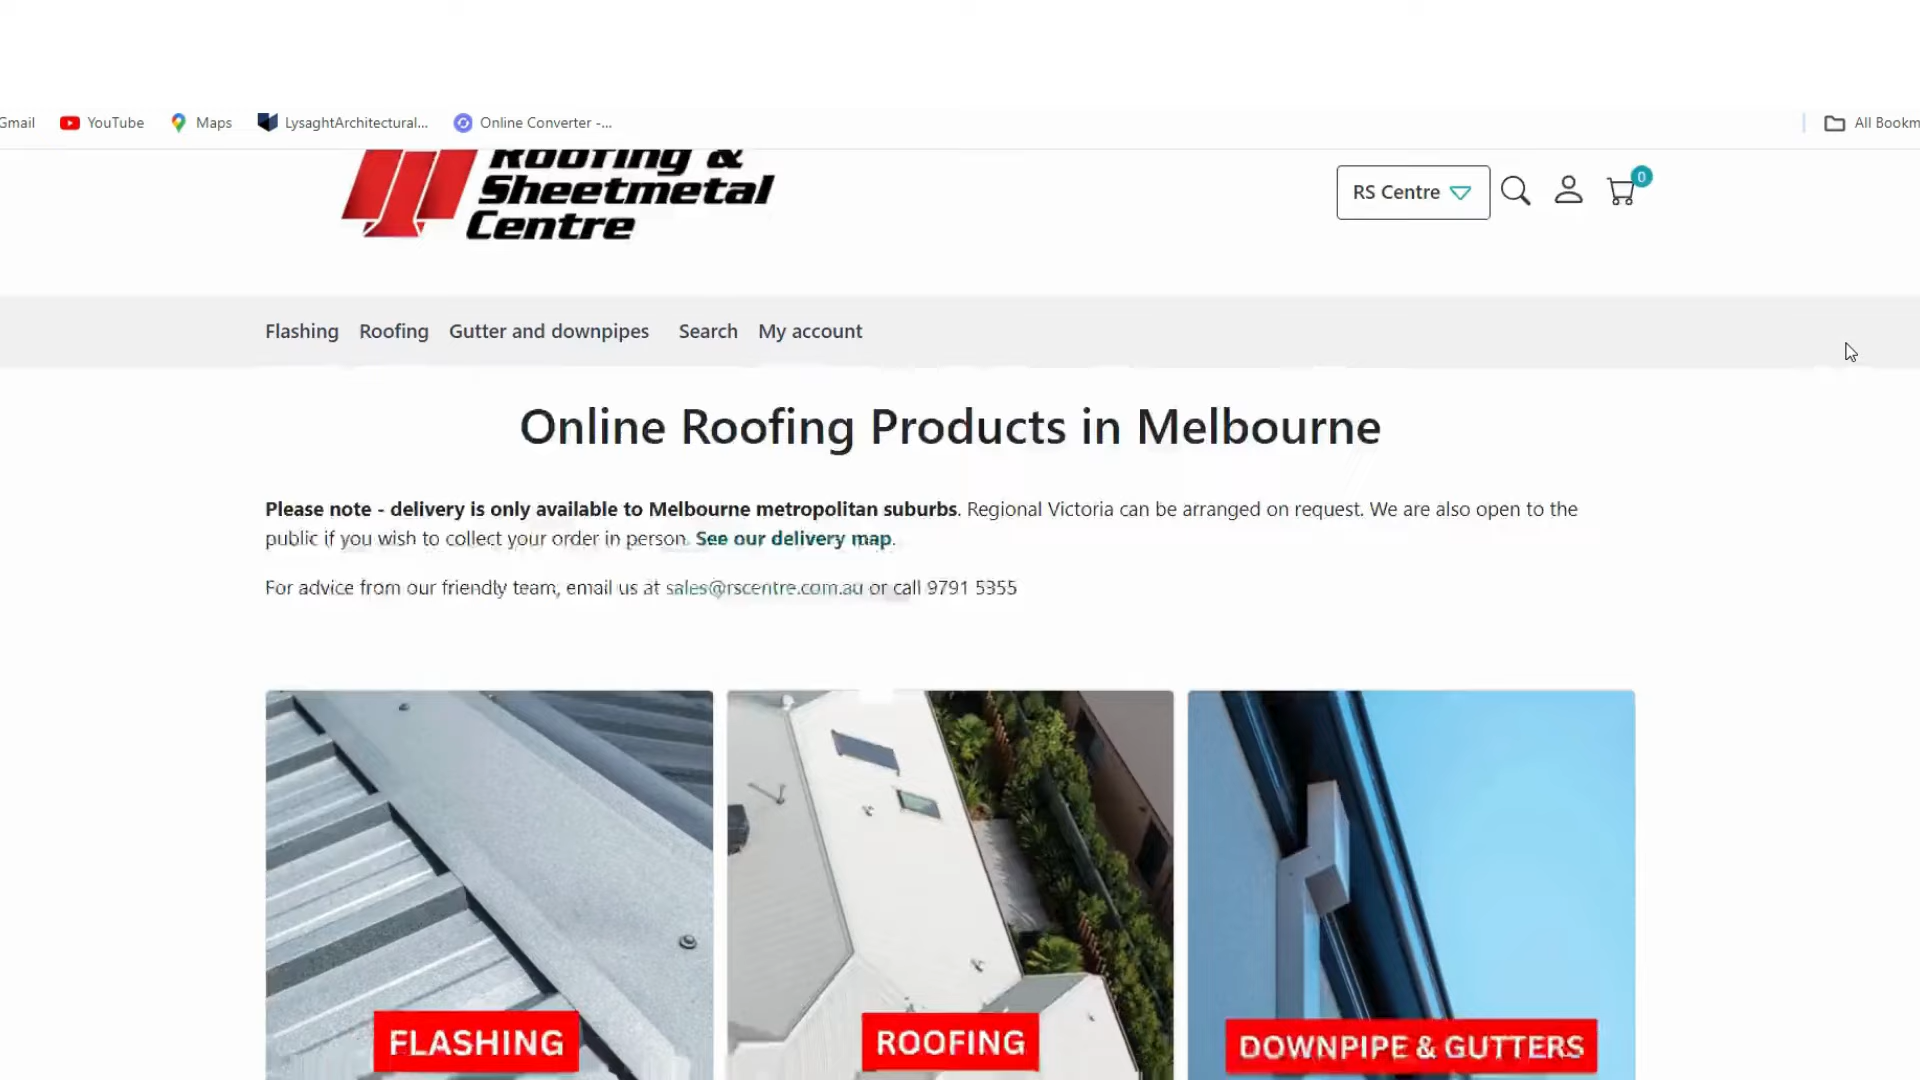 Gmail
YouTube
Maps
LysaghtArchitectural...
Online Converter -...
All Bookm
Roofing &
Sheetmetal
Centre
RS Centre
0
Flashing
Roofing
Gutter and downpipes
Search
My account
Online Roofing Products in Melbourne
Please note - delivery is only available to Melbourne metropolitan suburbs. Regional Victoria can be arranged on request. We are also open to the
public if you wish to collect your order in person. See our delivery map.
For advice from our friendly team, email us at sales@rscentre.com.au or call 9791 5355
FLASHING
ROOFING
DOWNPIPE & GUTTERS